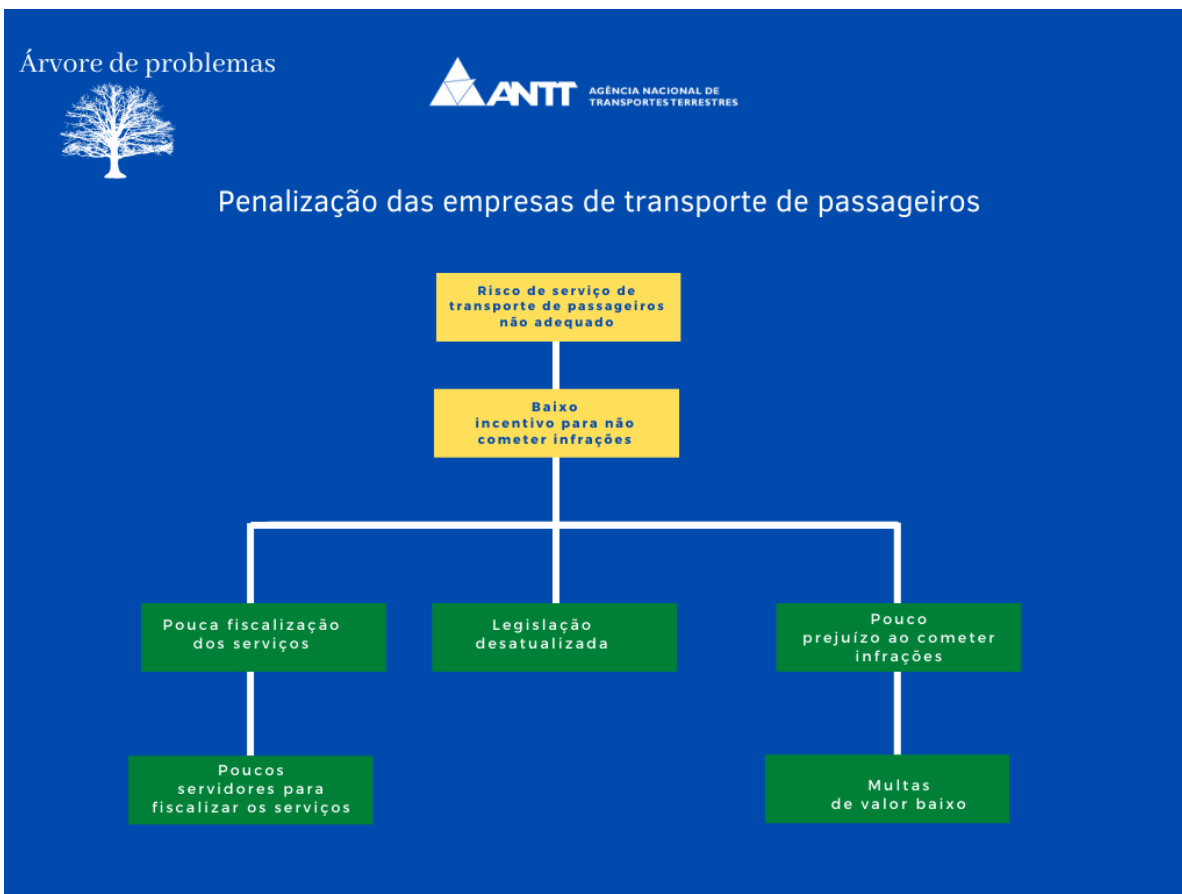 Árvore de problemas
ANTT
AGÊNCIA NACIONAL DE
TRANSPORTES TERRESTRES
Penalização das empresas de transporte de passageiros
Risco de serviço de
transporte de passageiros
não adequado
Baixo
incentivo para não
cometer infrações
Pouca fiscalização
dos serviços
Legislação
desatualizada
Pouco
prejuízo ao cometer
infrações
Poucos
servidores para
fiscalizar os serviços
Multas
de valor baixo